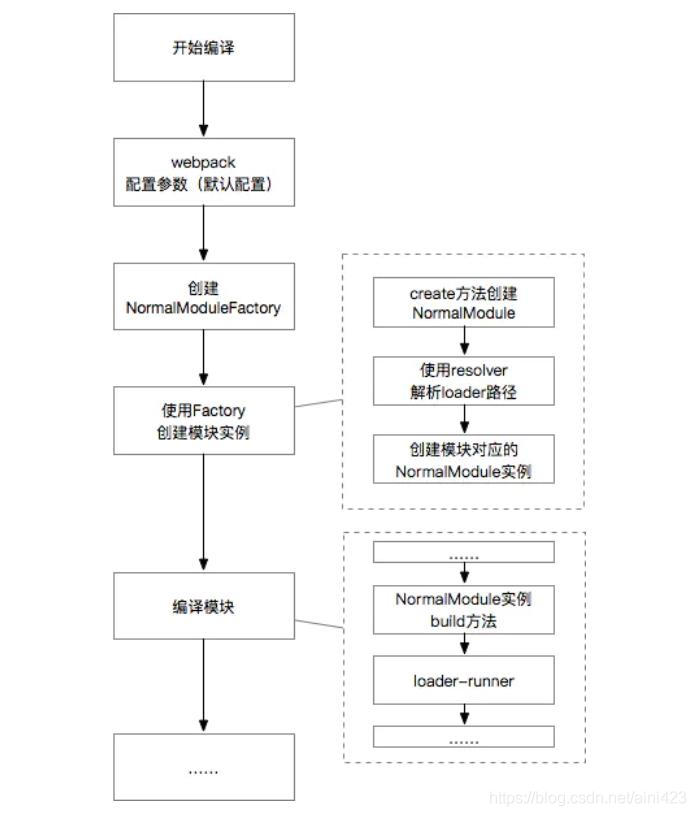 开始编译
webpack
配置参数（默认配置）
创建
NormalModuleFactory
使用Factory
创建模块实例
编译模块
......
create方法创建
NormalModule
使用resolver
解析loader路径
创建模块对应的
NormalModule实例
......
NormalModule实例
build方法
loader-runner
......
https://blog.csdn.net/aini423